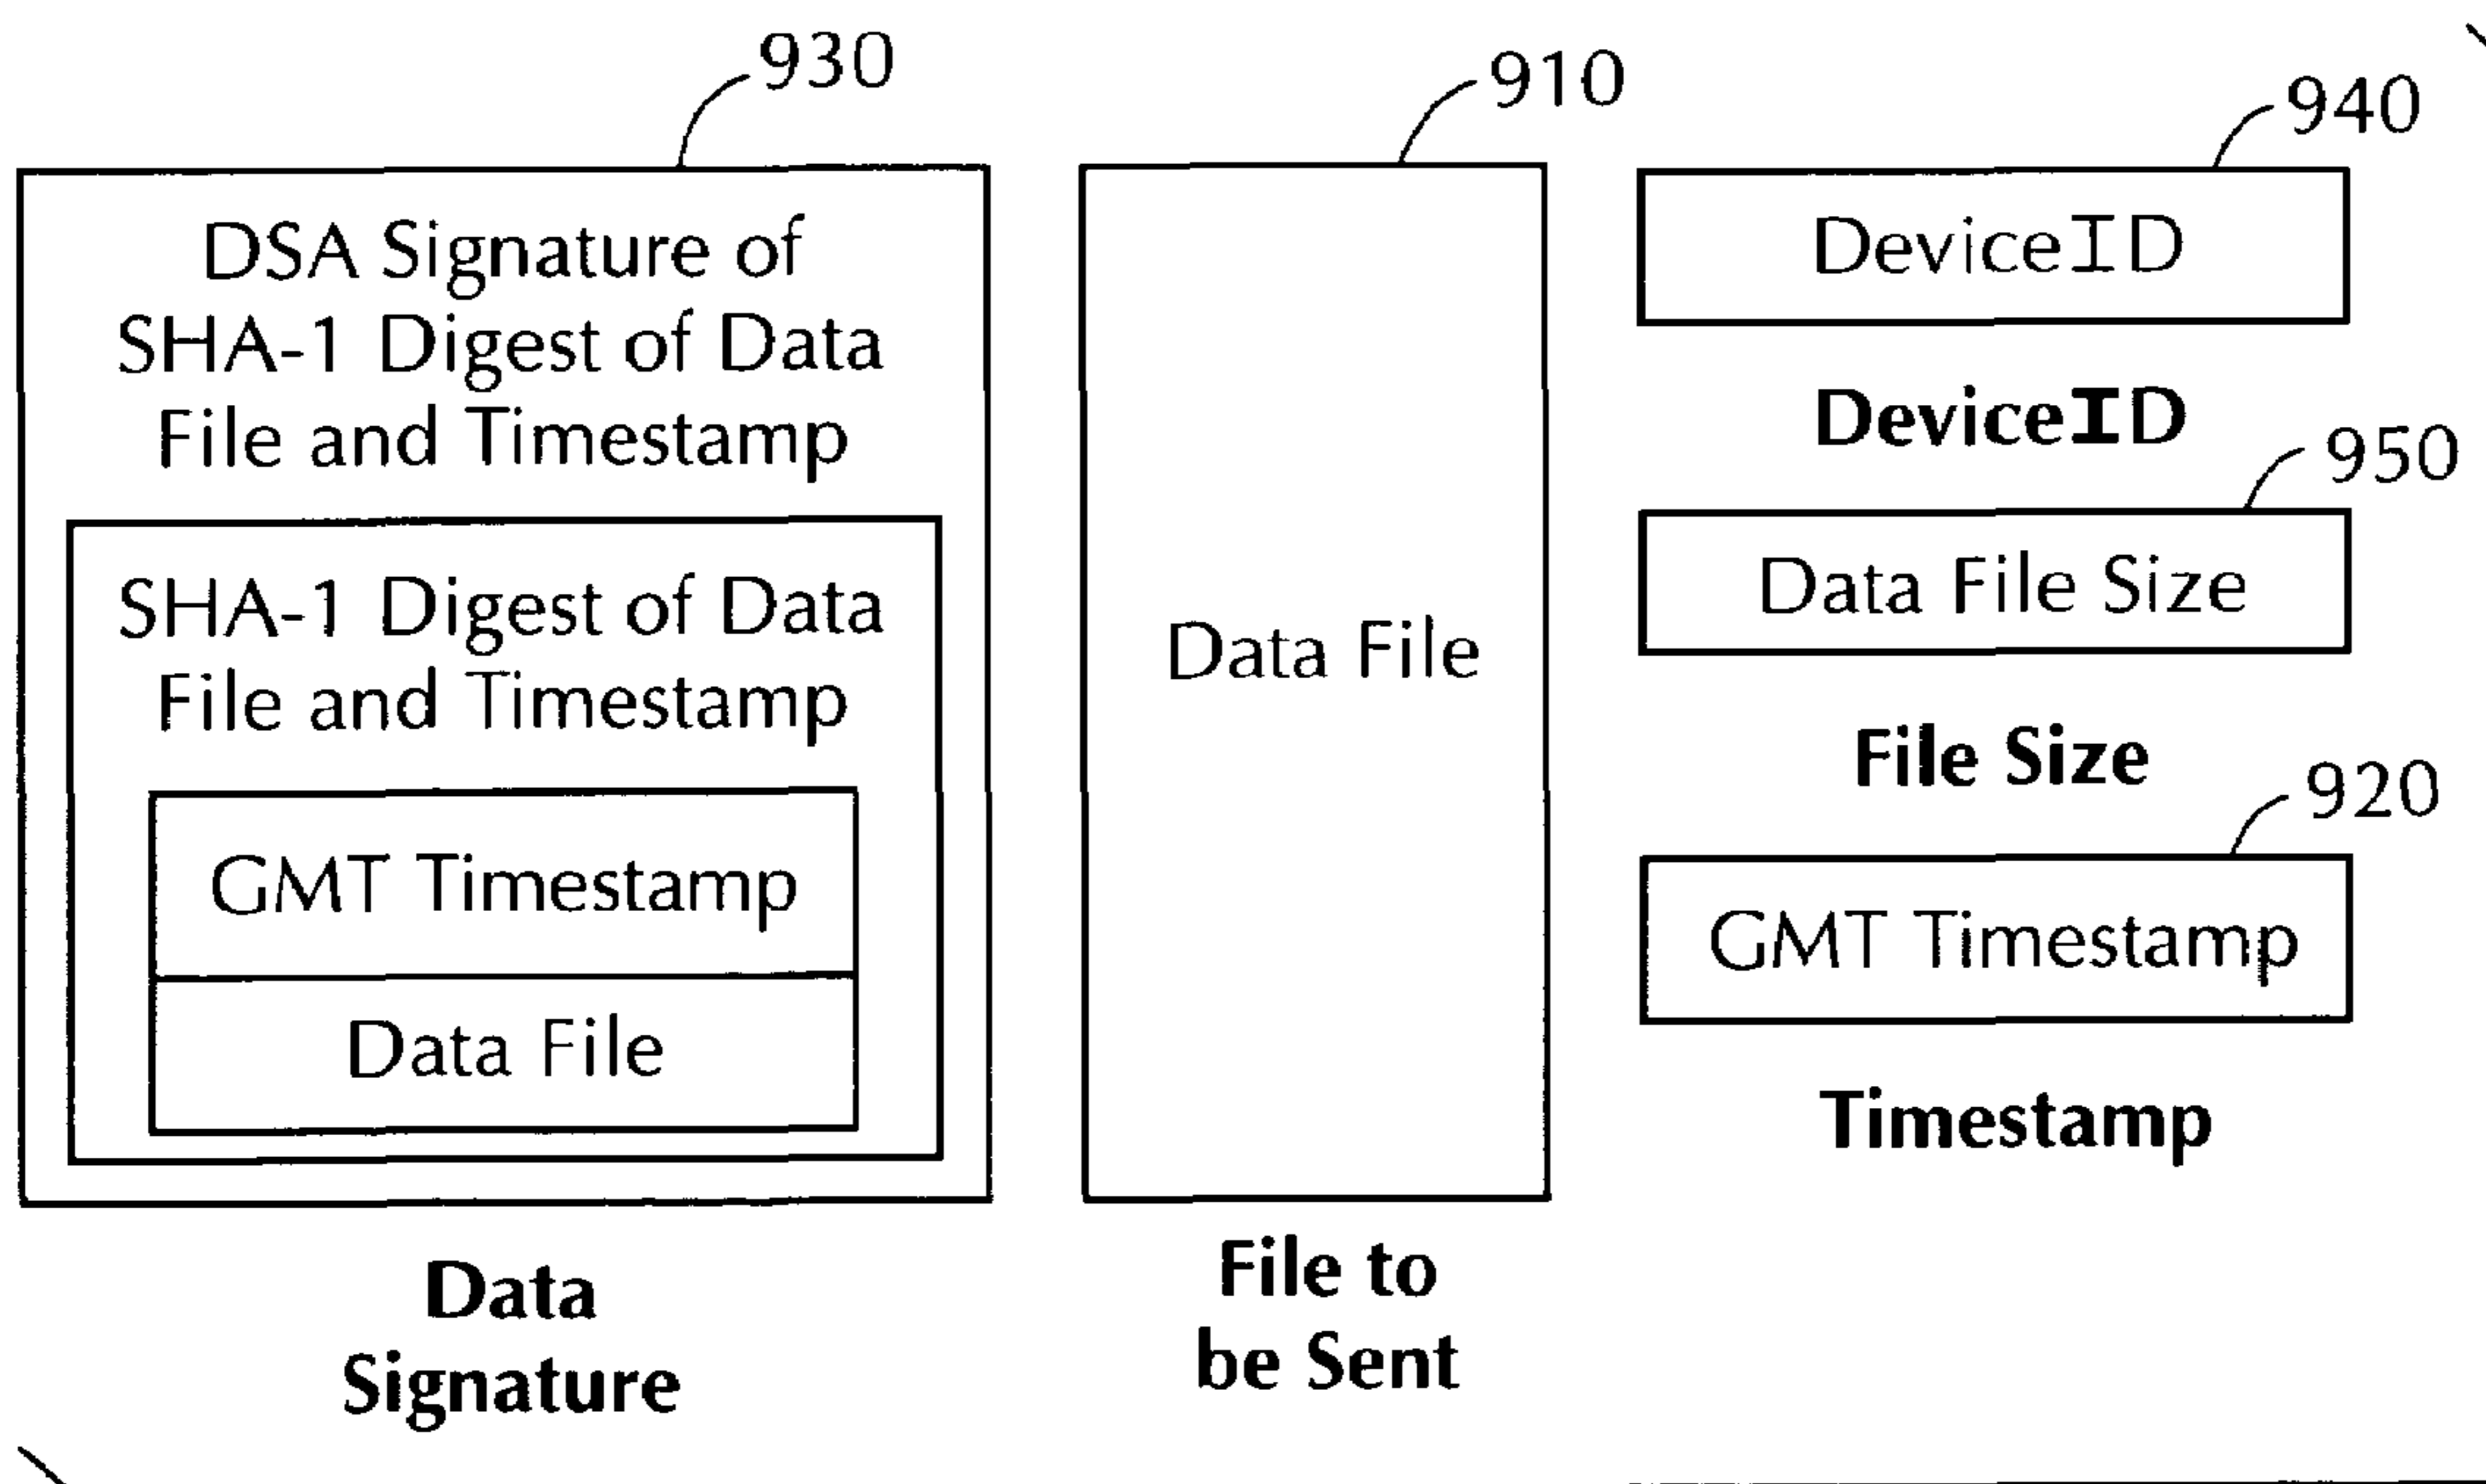 930
DSA Signature of
SHA-1 Digest of Data
File and Timestamp
SHA-1 Digest of Data
File and Timestamp
GMT Timestamp
Data File
Data
Signature
910
Data File
File to
be Sent
940
DeviceID
DeviceID
950
Data File Size
File Size
920
GMT Timestamp
Timestamp